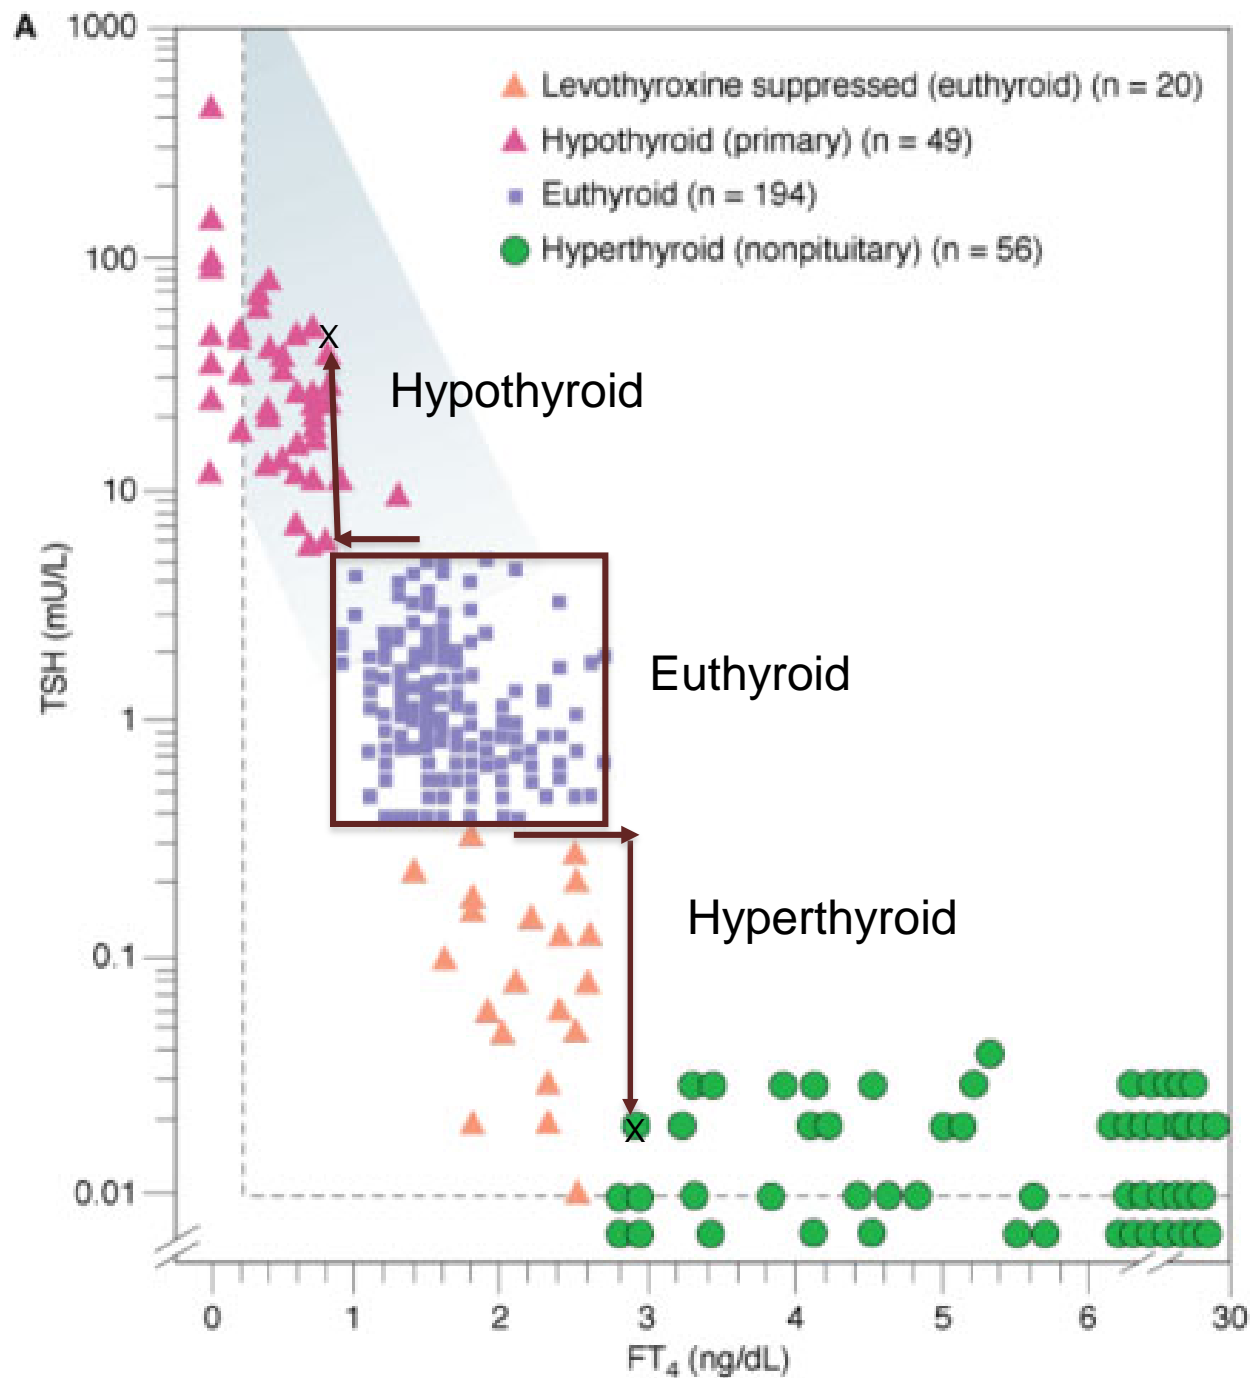 A
1000
Levothyroxine suppressed (euthyroid) (n = 20)
Hypothyroid (primary) (n = 49)
Euthyroid (n = 194)
Hyperthyroid (nonpituitary) (n = 56)
100
X
Hypothyroid
10
TSH (mU/L)
Euthyroid
1
Hyperthyroid
0.1
X
0.01
0 1 2 3 4 5 6 30
FT₄ (ng/dL)